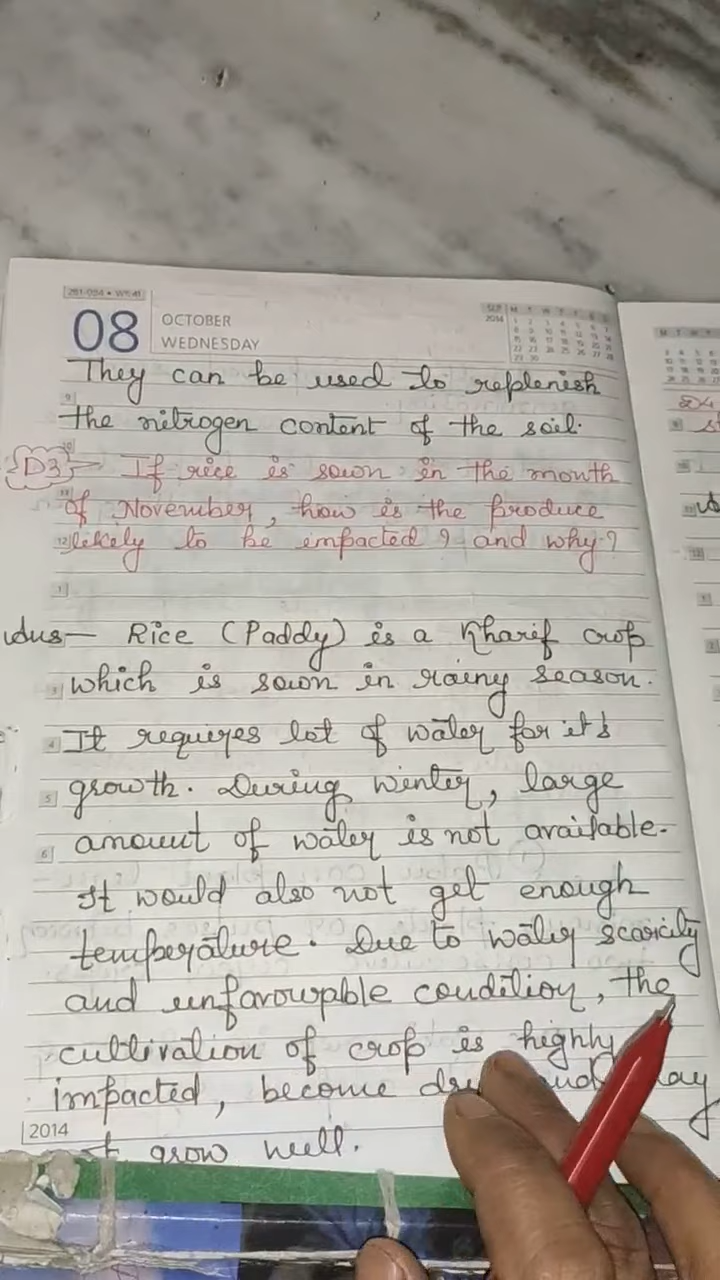 08
OCTOBER
WEDNESDAY
SEP
2014
They can be used to replenish
the nitrogen content of the soil.
D3 — If rice is sown in the month
of November, how is the produce
likely to be impacted? and why?
Rice (Paddy) is a Kharif crop
which is sown in rainy season.
It requires lot of water for it's
growth. During winter, large
amount of water is not available.
It would also not get enough
temperature. Due to water scaricity
and unfavourable condition, the
cultivation of crop is highly
impacted, become
grow well.
2014